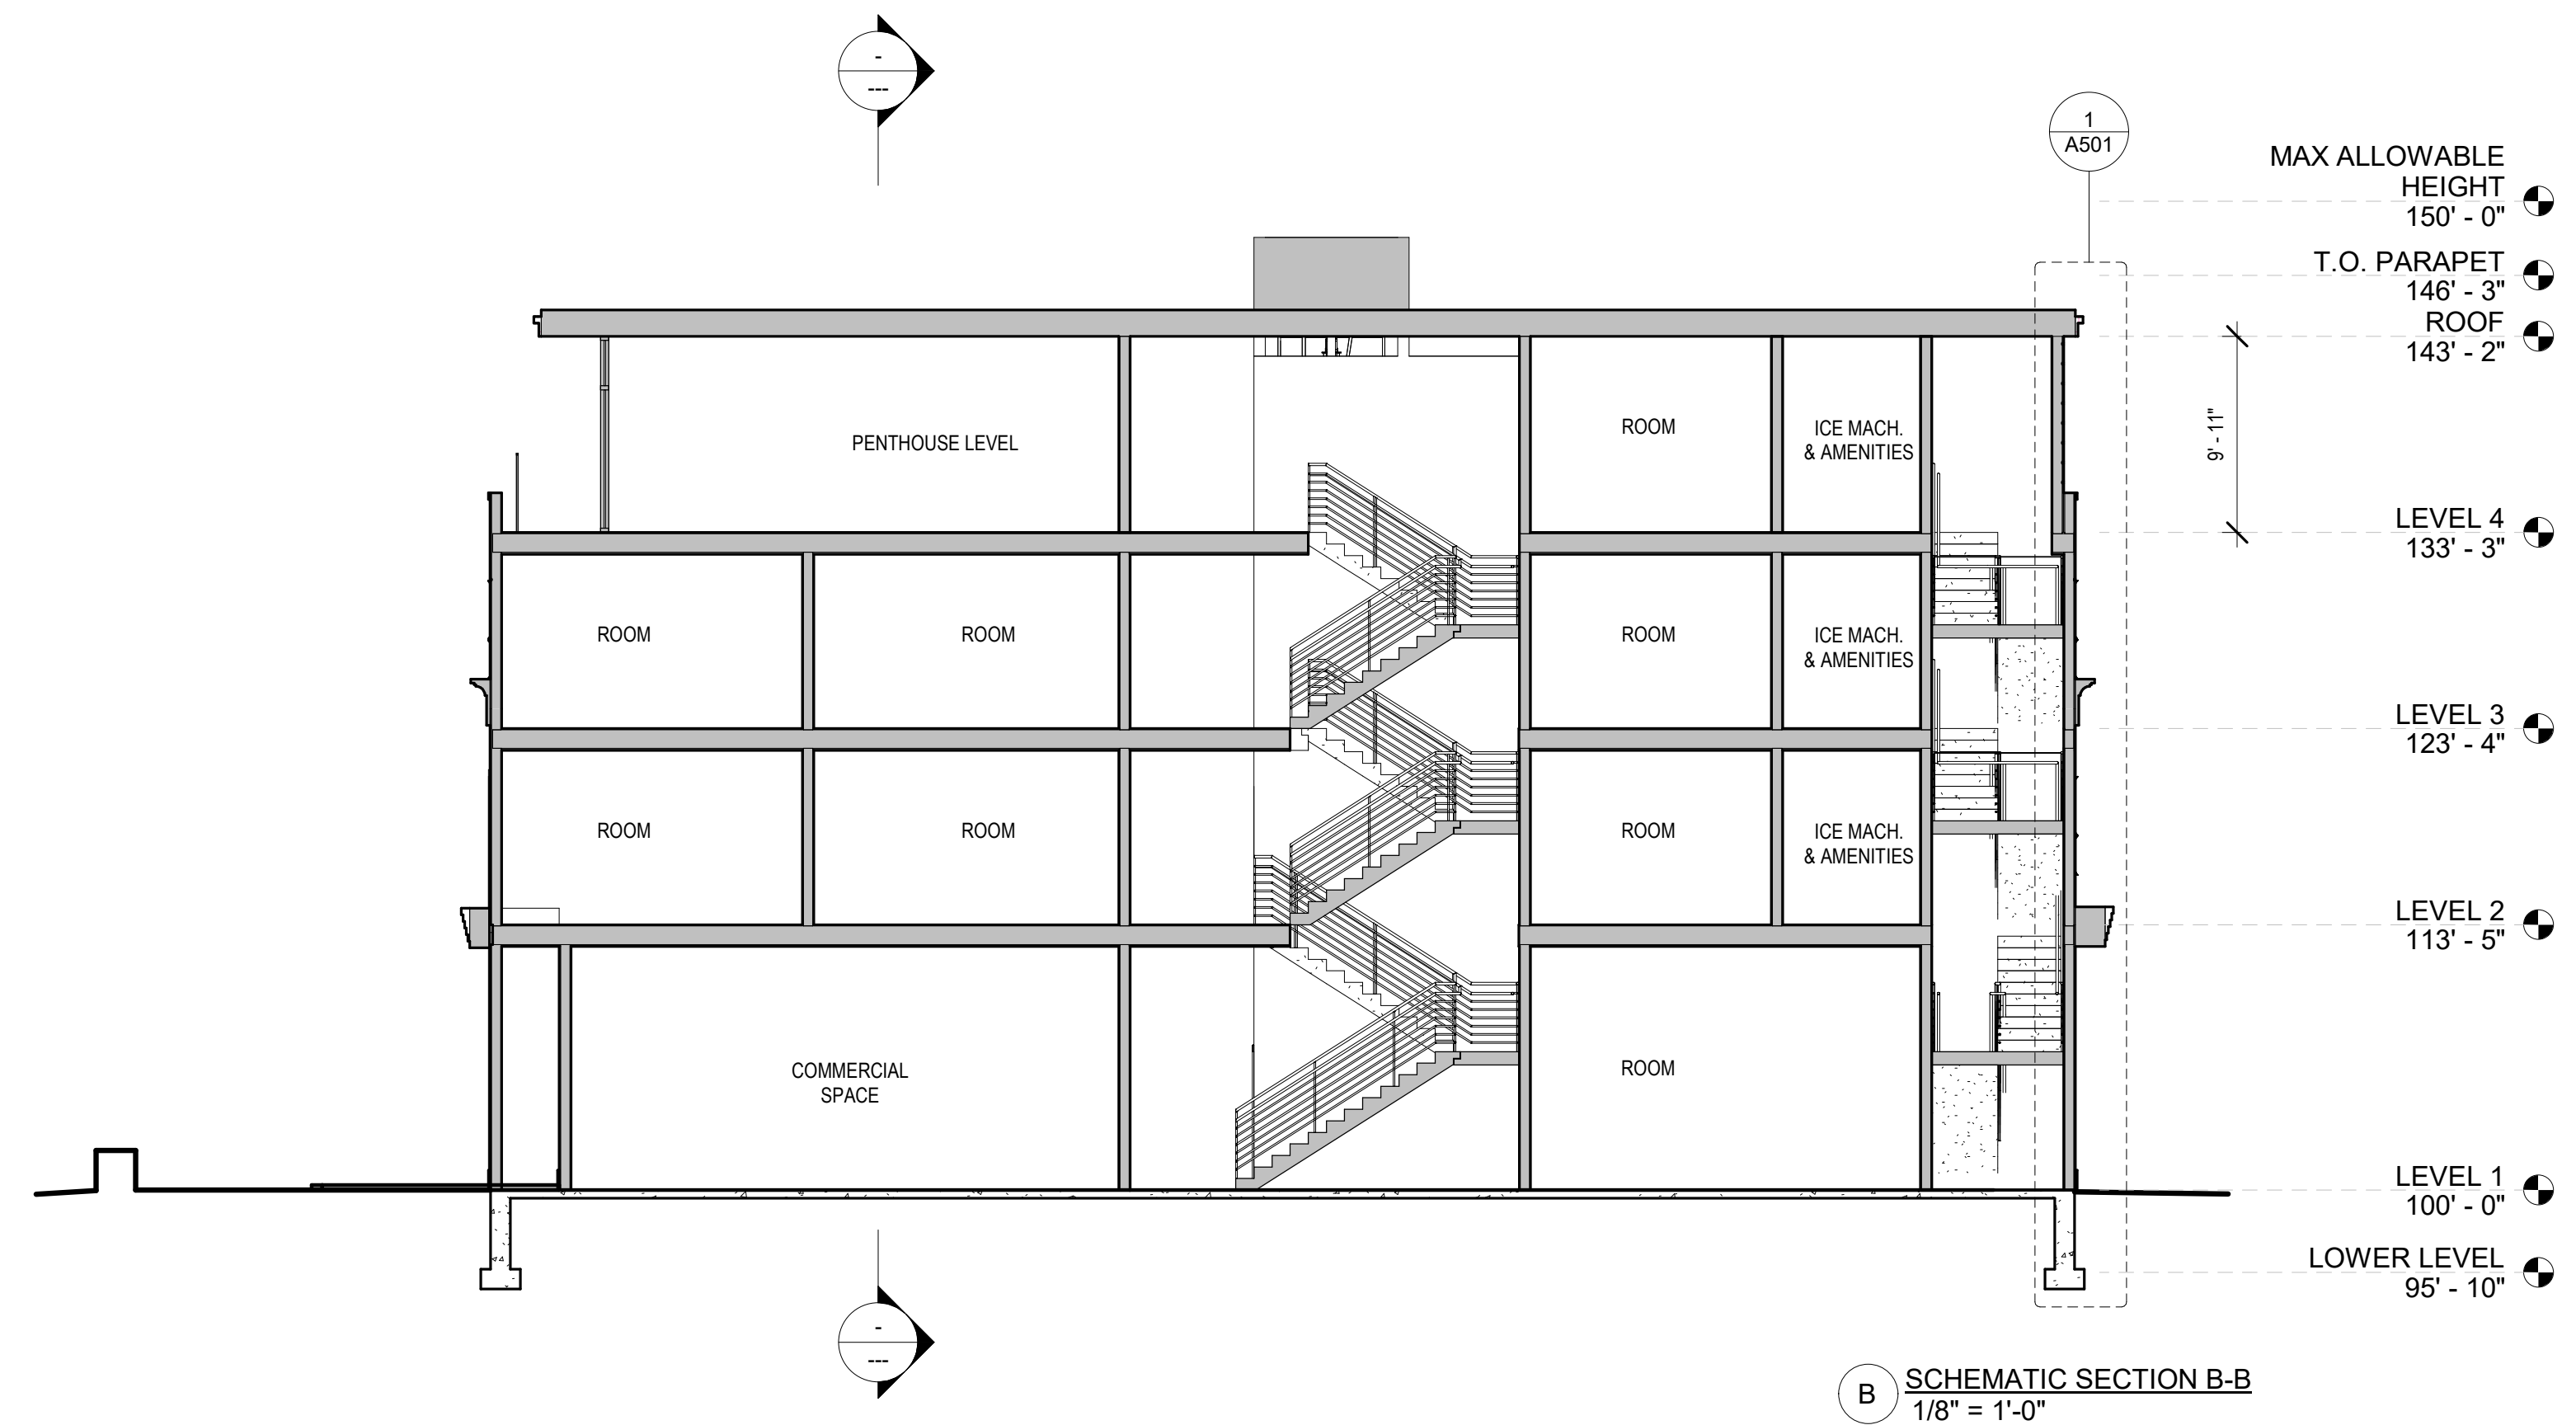 -
---
1
A501
MAX ALLOWABLE
HEIGHT
150' - 0"
T.O. PARAPET
146' - 3"
ROOF
143' - 2"
9' - 11"
PENTHOUSE LEVEL
ROOM
ICE MACH.
& AMENITIES
LEVEL 4
133' - 3"
ROOM
ROOM
ROOM
ICE MACH.
& AMENITIES
LEVEL 3
123' - 4"
ROOM
ROOM
ROOM
ICE MACH.
& AMENITIES
LEVEL 2
113' - 5"
COMMERCIAL
SPACE
ROOM
LEVEL 1
100' - 0"
LOWER LEVEL
95' - 10"
-
---
B
SCHEMATIC SECTION B-B
1/8" = 1'-0"